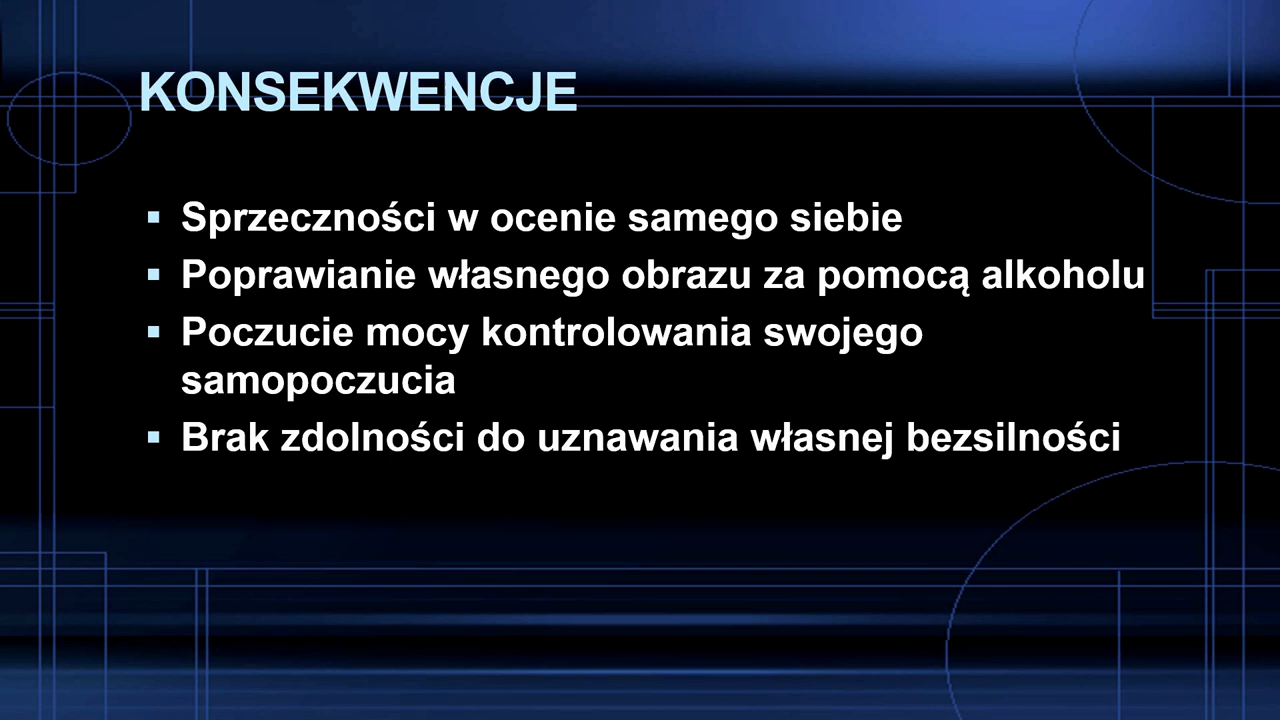 KONSEKWENCJE
▪ Sprzeczności w ocenie samego siebie
▪ Poprawianie własnego obrazu za pomocą alkoholu
▪ Poczucie mocy kontrolowania swojego
samopoczucia
▪ Brak zdolności do uznawania własnej bezsilności